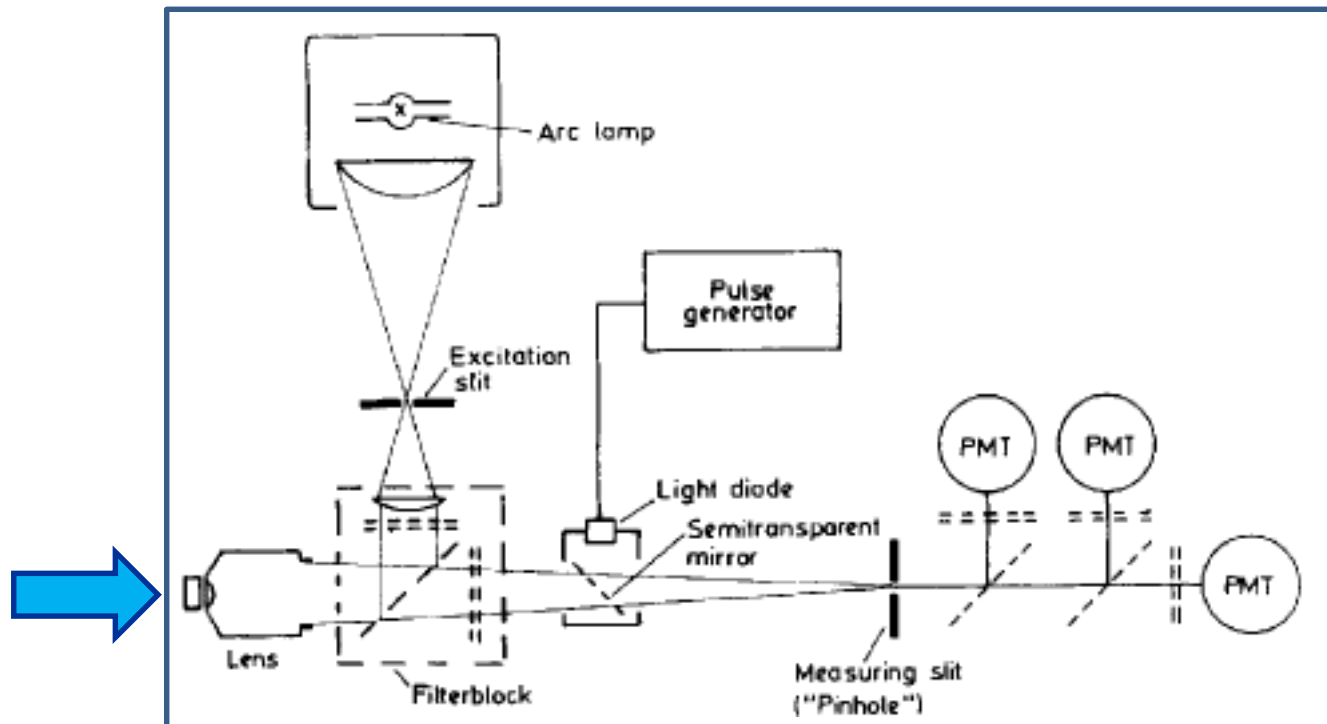 Arc lamp
Pulse
generator
Excitation
slit
PMT
PMT
Light diode
Semitransparent
mirror
PMT
Lens
Filterblock
Measuring slit
("Pinhole")